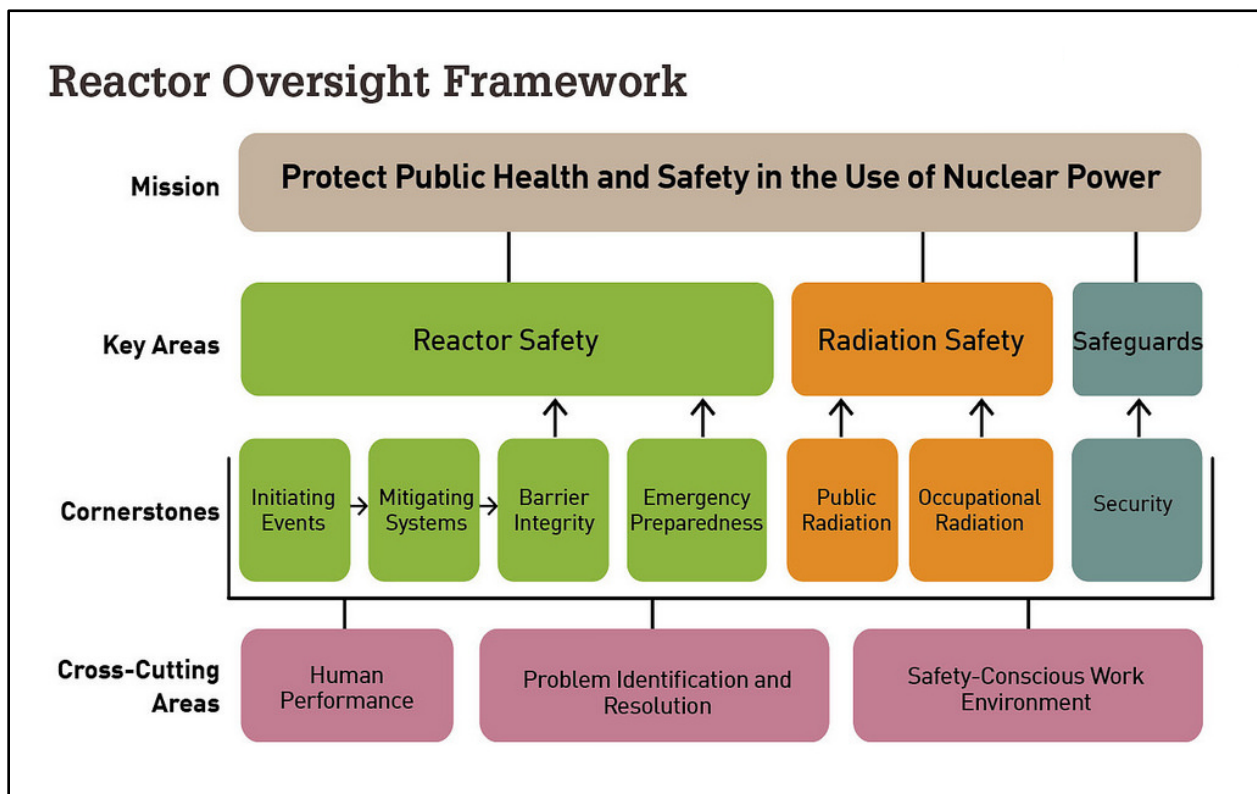 Reactor Oversight Framework
Mission
Protect Public Health and Safety in the Use of Nuclear Power
Key Areas
Reactor Safety
Radiation Safety
Safeguards
Cornerstones
Initiating
Events
Mitigating
Systems
Barrier
Integrity
Emergency
Preparedness
Public
Radiation
Occupational
Radiation
Security
Cross-Cutting
Areas
Human
Performance
Problem Identification and
Resolution
Safety-Conscious Work
Environment